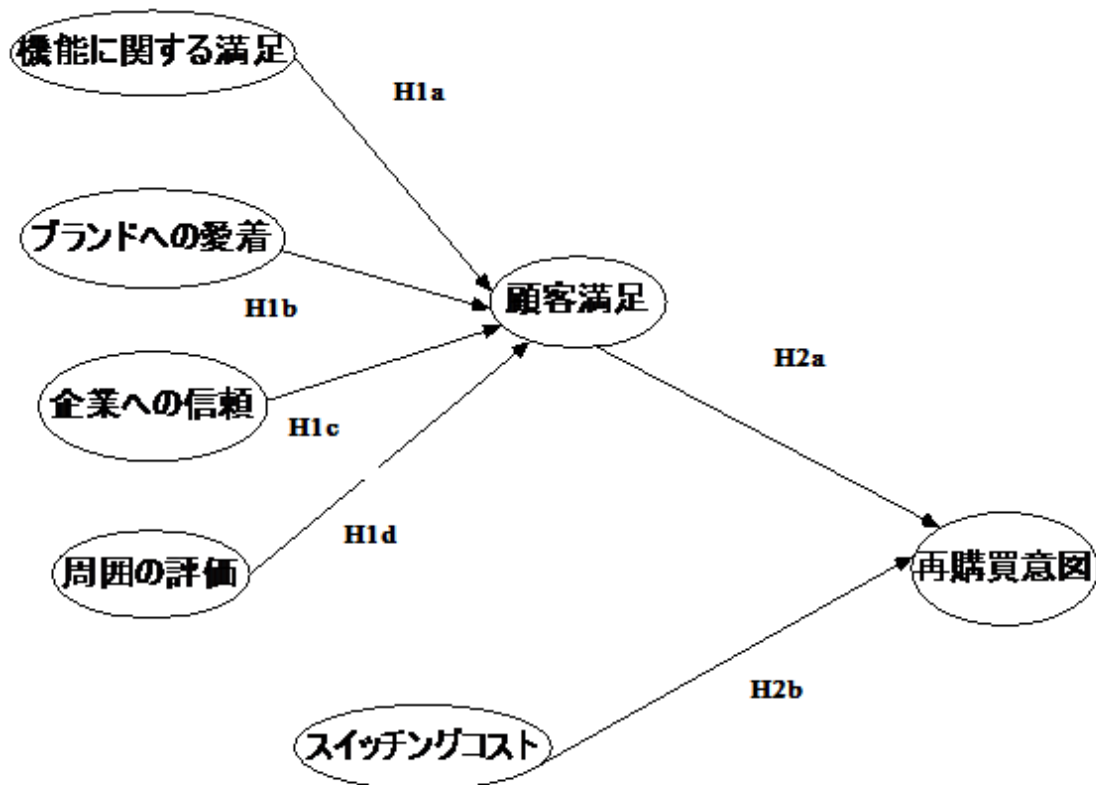 機能に関する満足
H1a
ブランドへの愛着
H1b
顧客満足
企業への信頼
H1c
H2a
周囲の評価
H1d
再購買意図
スイッチングコスト
H2b